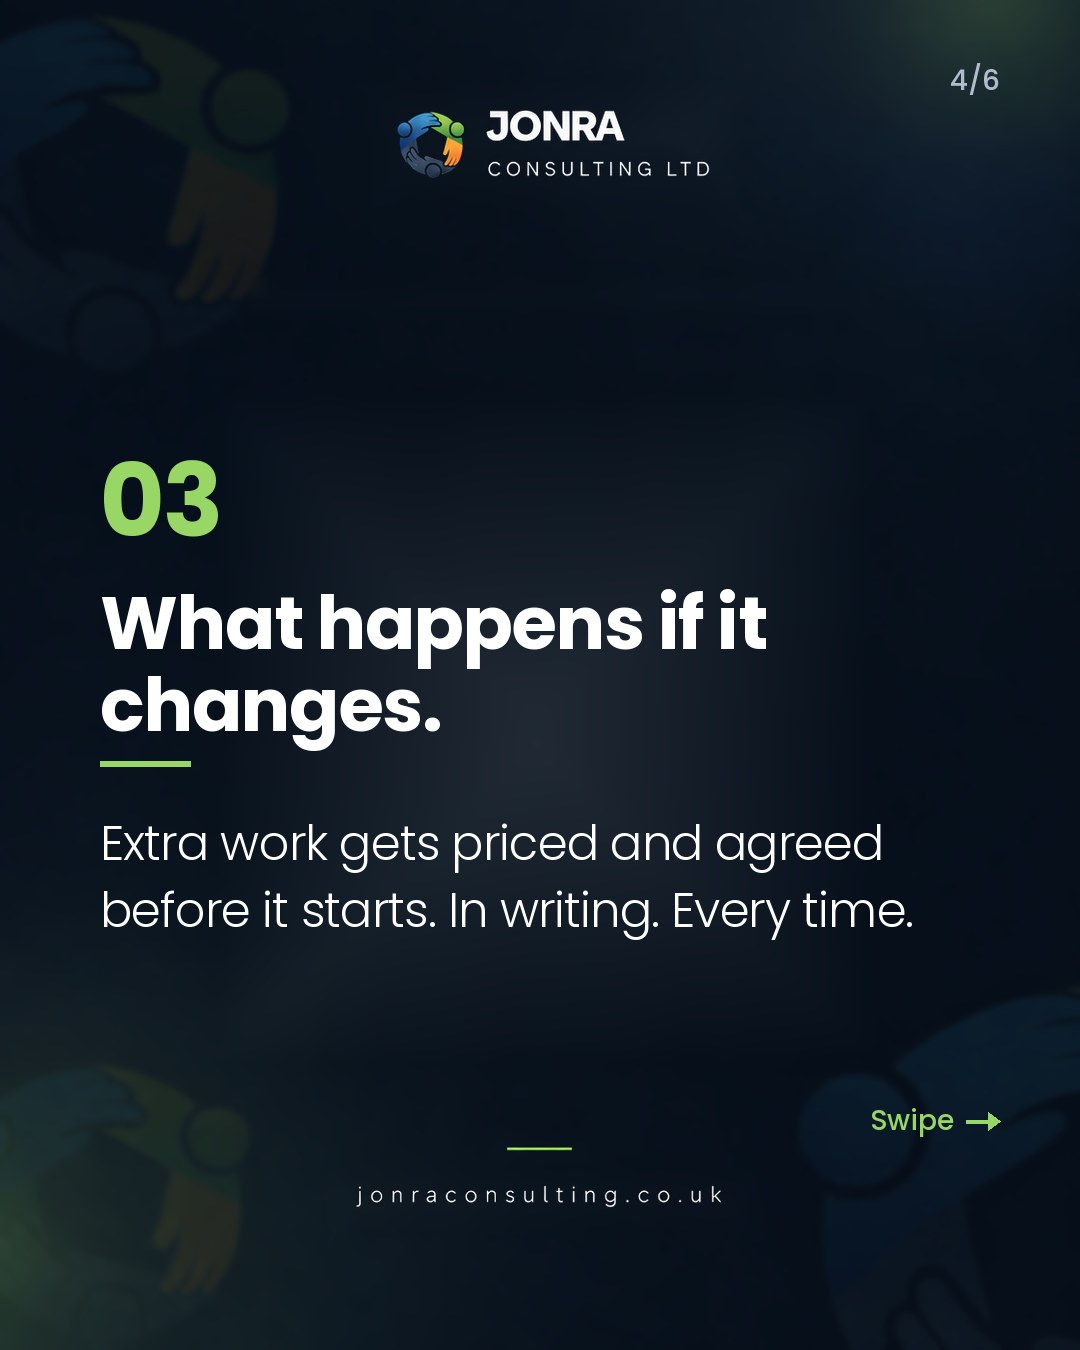 4/6
JONRA
CONSULTING LTD
03
What happens if it
changes.
Extra work gets priced and agreed
before it starts. In writing. Every time.
Swipe →
jonraconsulting.co.uk